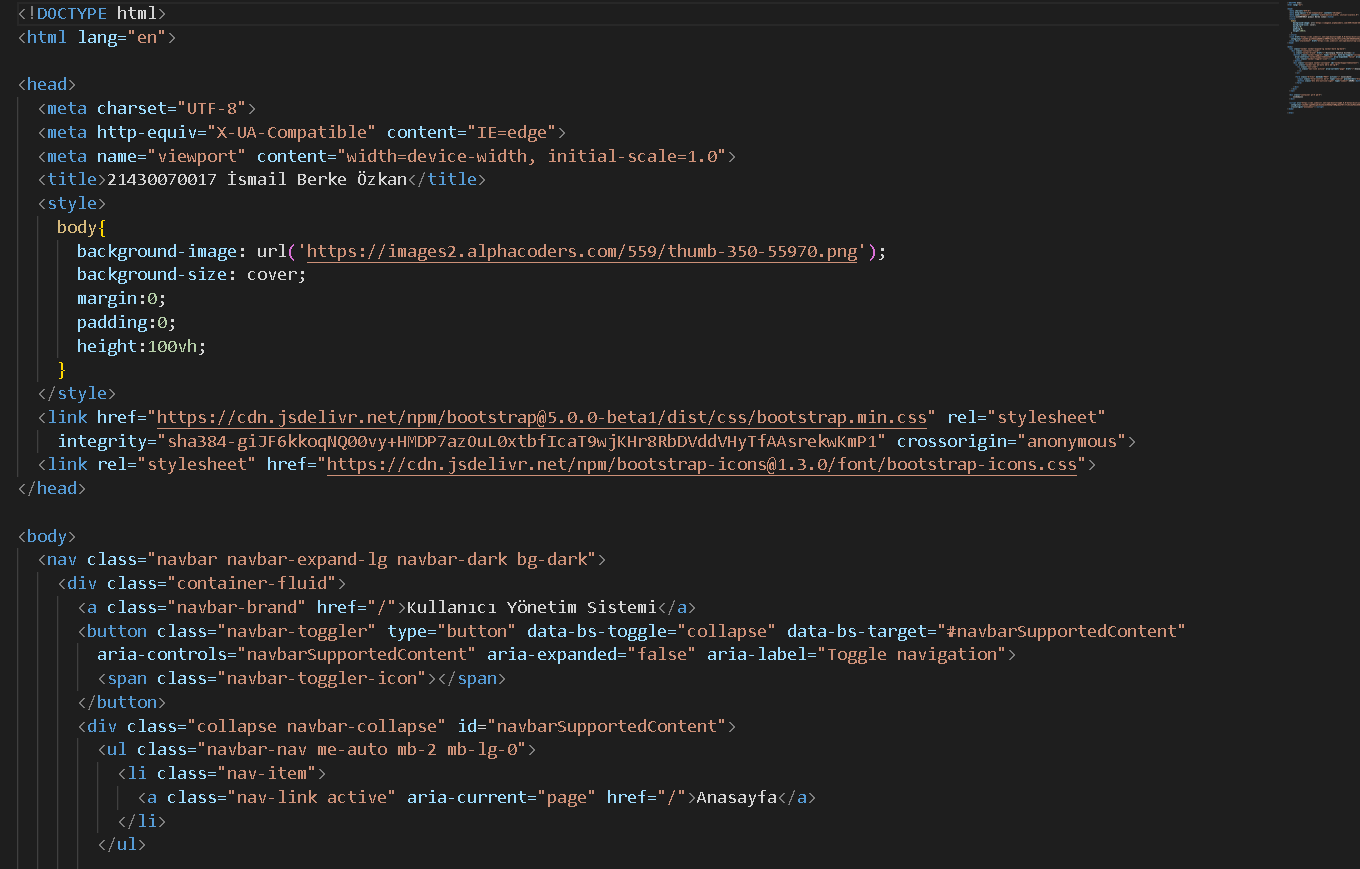 <!DOCTYPE html>
<html lang="en">
<head>
<meta charset="UTF-8">
<meta http-equiv="X-UA-Compatible" content="IE=edge">
<meta name="viewport" content="width=device-width, initial-scale=1.0">
<title>21430070017 İsmail Berke Özkan</title>
<style>
body{
background-image: url('https://images2.alphacoders.com/559/thumb-350-55970.png');
background-size: cover;
margin:0;
padding:0;
height:100vh;
}
</style>
<link href="https://cdn.jsdelivr.net/npm/bootstrap@5.0.0-beta1/dist/css/bootstrap.min.css" rel="stylesheet"
integrity="sha384-giJF6kkoqNQ00vy+HMDP7azOuL0xtbfIcaT9wjKHr8RbDVddVHyTfAAsrekwKmP1" crossorigin="anonymous">
<link rel="stylesheet" href="https://cdn.jsdelivr.net/npm/bootstrap-icons@1.3.0/font/bootstrap-icons.css">
</head>
<body>
<nav class="navbar navbar-expand-lg navbar-dark bg-dark">
<div class="container-fluid">
<a class="navbar-brand" href="/">Kullanıcı Yönetim Sistemi</a>
<button class="navbar-toggler" type="button" data-bs-toggle="collapse" data-bs-target="#navbarSupportedContent"
aria-controls="navbarSupportedContent" aria-expanded="false" aria-label="Toggle navigation">
<span class="navbar-toggler-icon"></span>
</button>
<div class="collapse navbar-collapse" id="navbarSupportedContent">
<ul class="navbar-nav me-auto mb-2 mb-lg-0">
<li class="nav-item">
<a class="nav-link active" aria-current="page" href="/">Anasayfa</a>
</li>
</ul>